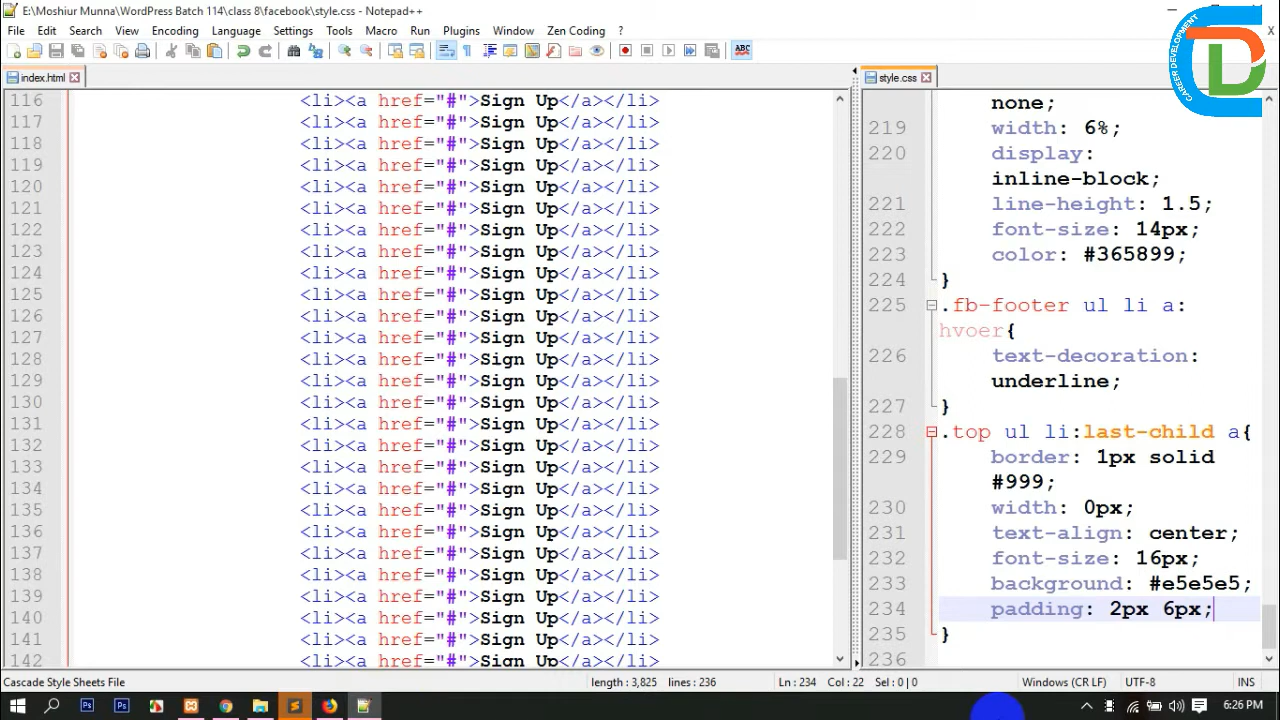 E:\Moshiur Munna\WordPress Batch 114\class 8\facebook\style.css - Notepad++
File Edit Search View Encoding Language Settings Tools Macro Run Plugins Window Zen Coding ? X
ABC
index.html
style.css
116 <li><a href="#">Sign Up</a></li>
117 <li><a href="#">Sign Up</a></li>
118 <li><a href="#">Sign Up</a></li>
119 <li><a href="#">Sign Up</a></li>
120 <li><a href="#">Sign Up</a></li>
121 <li><a href="#">Sign Up</a></li>
122 <li><a href="#">Sign Up</a></li>
123 <li><a href="#">Sign Up</a></li>
124 <li><a href="#">Sign Up</a></li>
125 <li><a href="#">Sign Up</a></li>
126 <li><a href="#">Sign Up</a></li>
127 <li><a href="#">Sign Up</a></li>
128 <li><a href="#">Sign Up</a></li>
129 <li><a href="#">Sign Up</a></li>
130 <li><a href="#">Sign Up</a></li>
131 <li><a href="#">Sign Up</a></li>
132 <li><a href="#">Sign Up</a></li>
133 <li><a href="#">Sign Up</a></li>
134 <li><a href="#">Sign Up</a></li>
135 <li><a href="#">Sign Up</a></li>
136 <li><a href="#">Sign Up</a></li>
137 <li><a href="#">Sign Up</a></li>
138 <li><a href="#">Sign Up</a></li>
139 <li><a href="#">Sign Up</a></li>
140 <li><a href="#">Sign Up</a></li>
141 <li><a href="#">Sign Up</a></li>
142 <li><a href="#">Sign Up</a></li>
none;
219 width: 6%;
220 display:
inline-block;
221 line-height: 1.5;
222 font-size: 14px;
223 color: #365899;
224 }
225 .fb-footer ul li a:
hvoer{
226 text-decoration:
underline;
227 }
228 .top ul li:last-child a{
229 border: 1px solid
#999;
230 width: 0px;
231 text-align: center;
232 font-size: 16px;
233 background: #e5e5e5;
234 padding: 2px 6px;
235 }
236
CAREER DEVELOPMENT
Cascade Style Sheets File length : 3,825 lines : 236 Ln : 234 Col : 22 Sel : 0 | 0 Windows (CR LF) UTF-8 INS
Ps Ps 6:26 PM